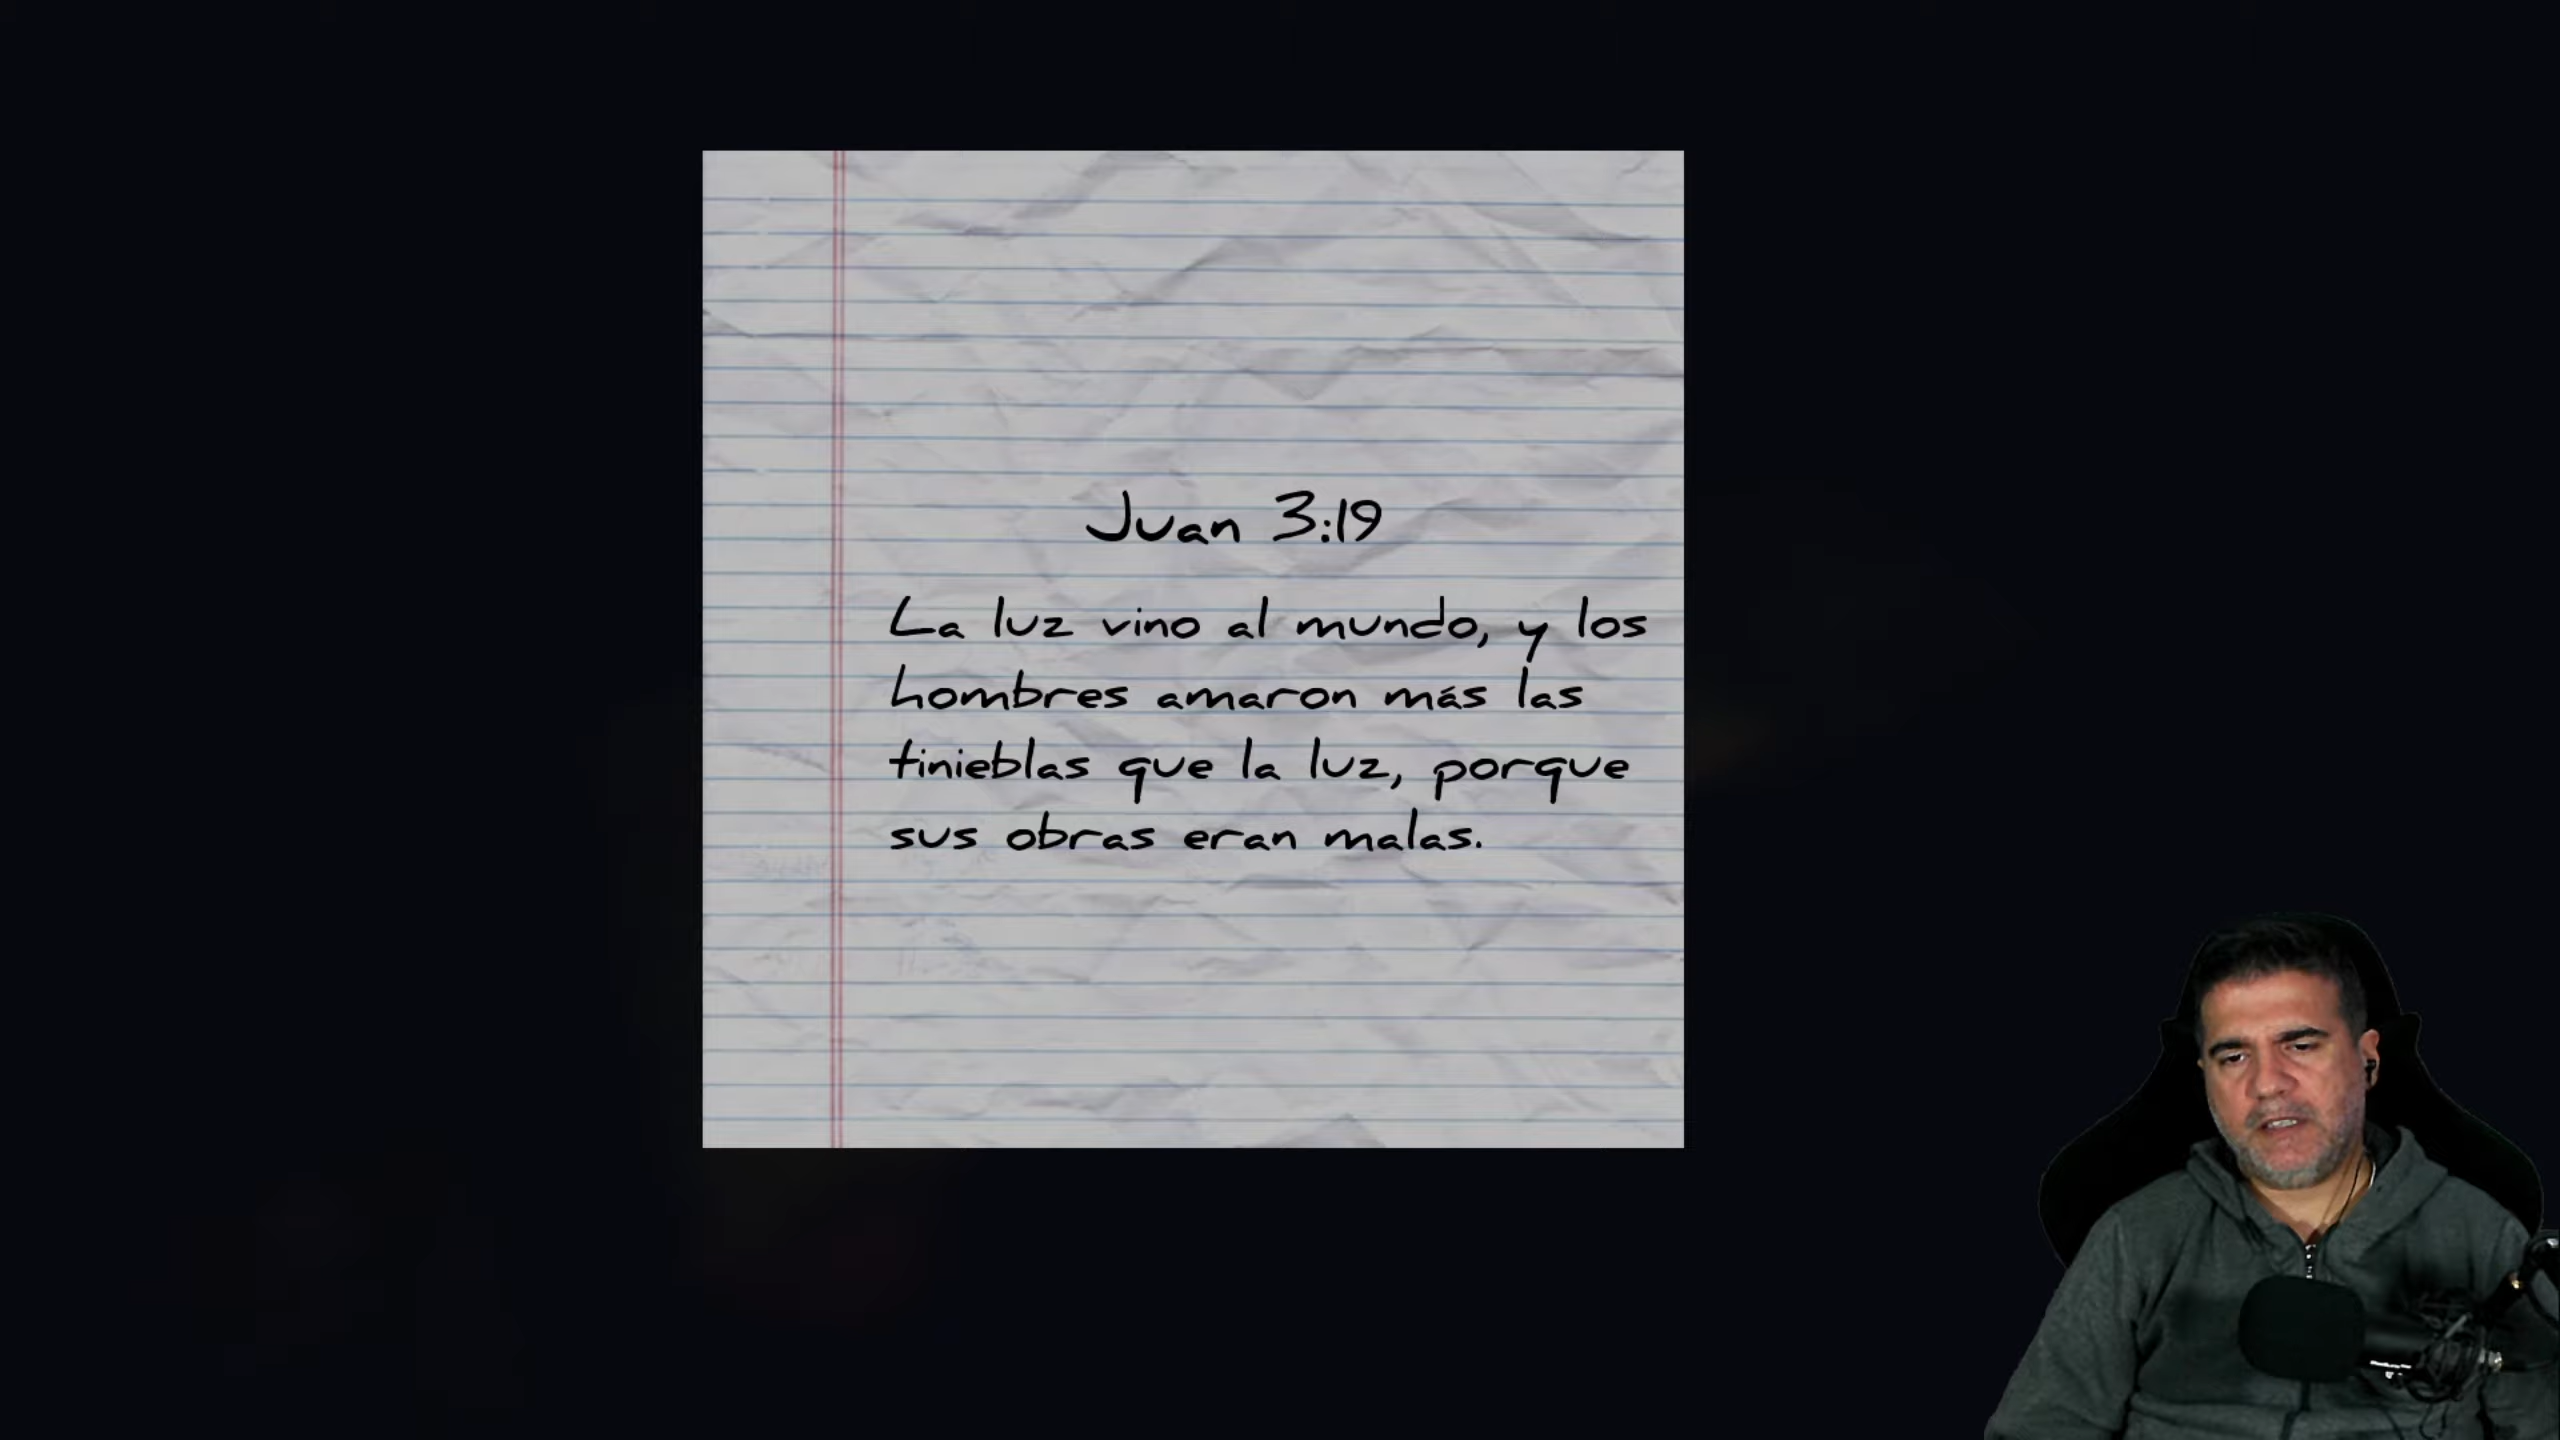 Juan 3:19
La luz vino al mundo, y los
hombres amaron más las
tinieblas que la luz, porque
sus obras eran malas.